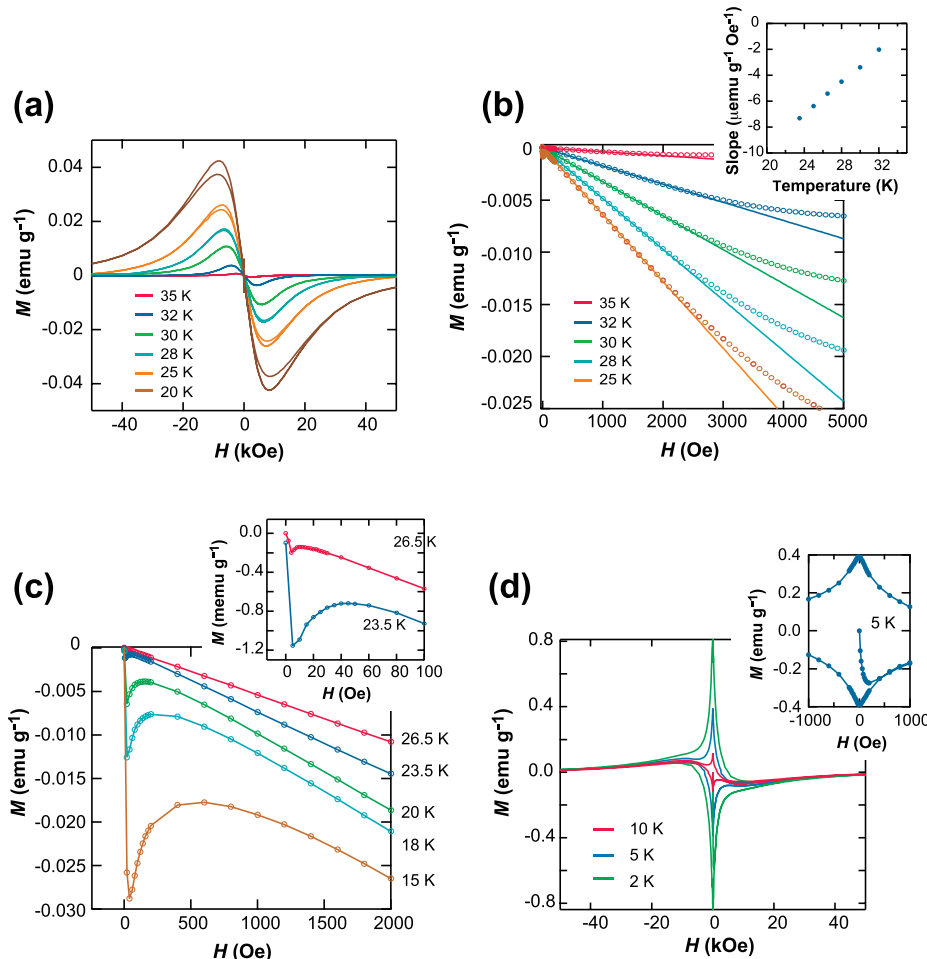 (a)
0.04
0.02
0
-0.02
-0.04
M (emu g⁻¹)
35 K
32 K
30 K
28 K
25 K
20 K
-40
-20
0
20
40
H (kOe)
(b)
0
-2
-4
-6
-8
-10
Slope (μemu g⁻¹ Oe⁻¹)
20
25
30
35
Temperature (K)
0
-0.005
-0.010
-0.015
-0.020
-0.025
M (emu g⁻¹)
35 K
32 K
30 K
28 K
25 K
0
1000
2000
3000
4000
5000
H (Oe)
(c)
0.0
-0.4
-0.8
-1.2
M (memu g⁻¹)
26.5 K
23.5 K
0
20
40
60
80
100
H (Oe)
0
-0.005
-0.010
-0.015
-0.020
-0.025
-0.030
M (emu g⁻¹)
26.5 K
23.5 K
20 K
18 K
15 K
0
500
1000
1500
2000
H (Oe)
(d)
0.4
0.2
0.0
-0.2
-0.4
M (emu g⁻¹)
5 K
-1000
0
1000
H (Oe)
0.8
0.4
0.0
-0.4
-0.8
M (emu g⁻¹)
10 K
5 K
2 K
-40
-20
0
20
40
H (kOe)